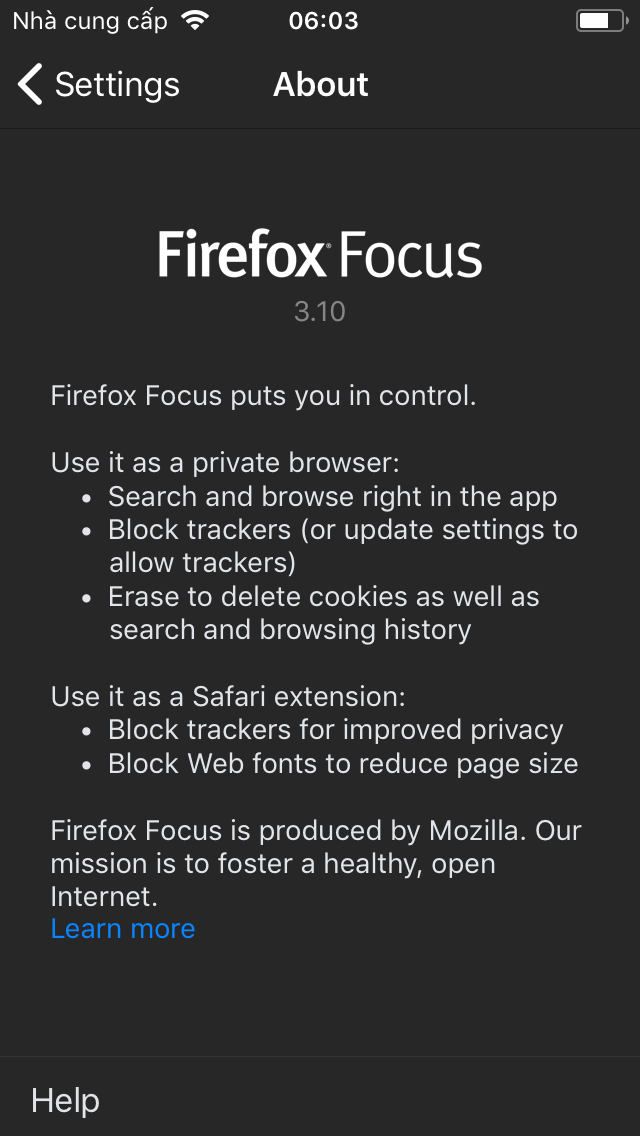 Nhà cung cấp 06:03
Settings About
Firefox Focus
3.10
Firefox Focus puts you in control.
Use it as a private browser:
• Search and browse right in the app
• Block trackers (or update settings to
allow trackers)
• Erase to delete cookies as well as
search and browsing history
Use it as a Safari extension:
• Block trackers for improved privacy
• Block Web fonts to reduce page size
Firefox Focus is produced by Mozilla. Our
mission is to foster a healthy, open
Internet.
Learn more
Help